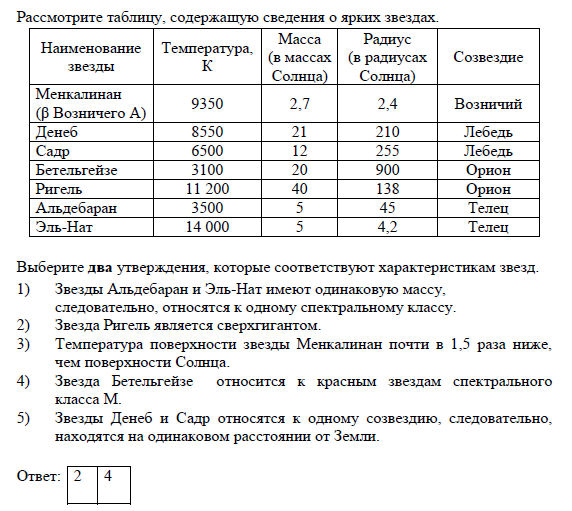 Рассмотрите таблицу, содержащую сведения о ярких звездах.
Наименование звезды | Температура, К | Масса (в массах Солнца) | Радиус (в радиусах Солнца) | Созвездие
Менкалинан (β Возничего А) | 9350 | 2,7 | 2,4 | Возничий
Денеб | 8550 | 21 | 210 | Лебедь
Садр | 6500 | 12 | 255 | Лебедь
Бетельгейзе | 3100 | 20 | 900 | Орион
Ригель | 11 200 | 40 | 138 | Орион
Альдебаран | 3500 | 5 | 45 | Телец
Эль-Нат | 14 000 | 5 | 4,2 | Телец
Выберите два утверждения, которые соответствуют характеристикам звезд.
1) Звезды Альдебаран и Эль-Нат имеют одинаковую массу,
следовательно, относятся к одному спектральному классу.
2) Звезда Ригель является сверхгигантом.
3) Температура поверхности звезды Менкалинан почти в 1,5 раза ниже,
чем поверхности Солнца.
4) Звезда Бетельгейзе относится к красным звездам спектрального
класса М.
5) Звезды Денеб и Садр относятся к одному созвездию, следовательно,
находятся на одинаковом расстоянии от Земли.
Ответ: 2 4